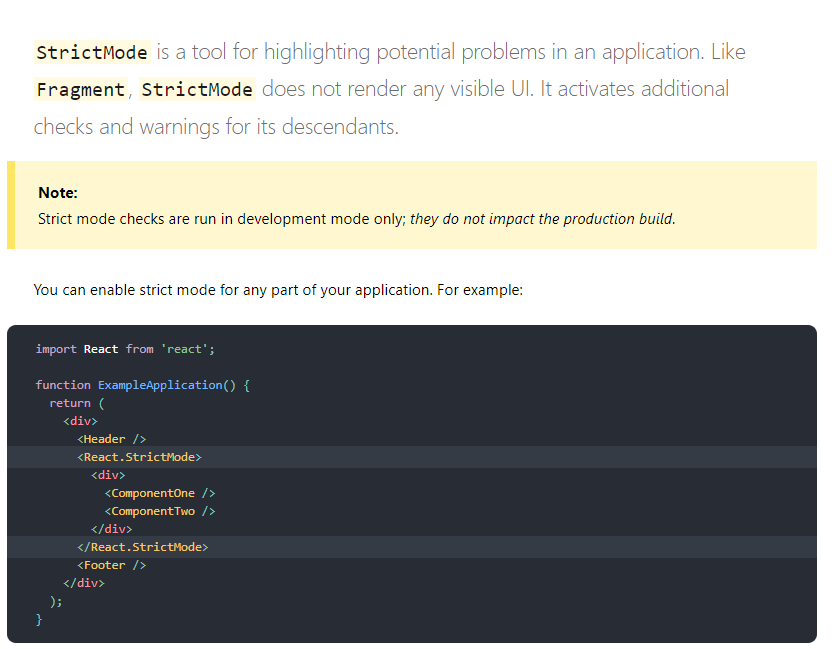 StrictMode is a tool for highlighting potential problems in an application. Like
Fragment, StrictMode does not render any visible UI. It activates additional
checks and warnings for its descendants.
Note:
Strict mode checks are run in development mode only; they do not impact the production build.
You can enable strict mode for any part of your application. For example:
import React from 'react';
function ExampleApplication() {
  return (
    <div>
      <Header />
      <React.StrictMode>
        <div>
          <ComponentOne />
          <ComponentTwo />
        </div>
      </React.StrictMode>
      <Footer />
    </div>
  );
}